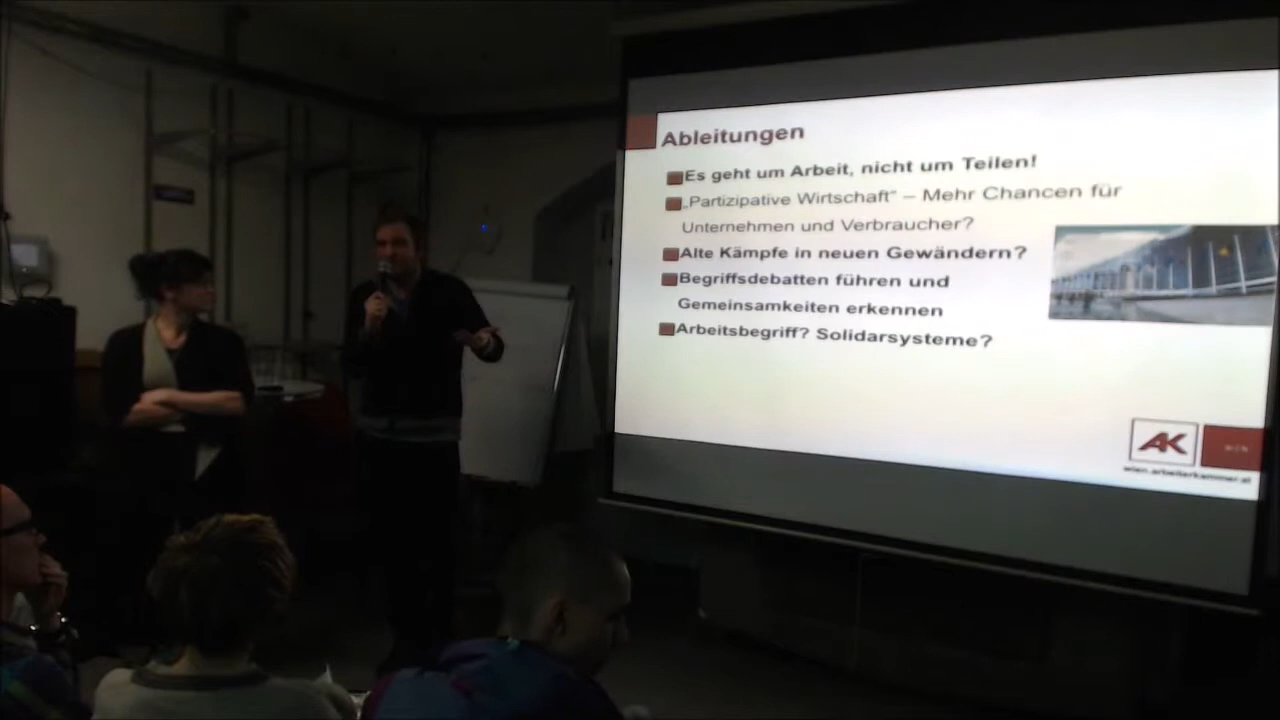 Ableitungen
Es geht um Arbeit, nicht um Teilen!
„Partizipative Wirtschaft“ – Mehr Chancen für
Unternehmen und Verbraucher?
Alte Kämpfe in neuen Gewändern?
Begriffsdebatten führen und
Gemeinsamkeiten erkennen
Arbeitsbegriff? Solidarsysteme?
AK
wien.arbeiterkammer.at